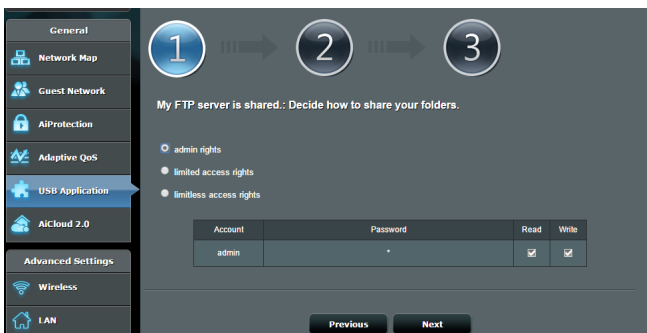 General
Network Map
Guest Network
AiProtection
Adaptive QoS
USB Application
AiCloud 2.0
Advanced Settings
Wireless
LAN
1 2 3
My FTP server is shared.: Decide how to share your folders.
admin rights
limited access rights
limitless access rights
Account Password Read Write
admin *
Previous Next